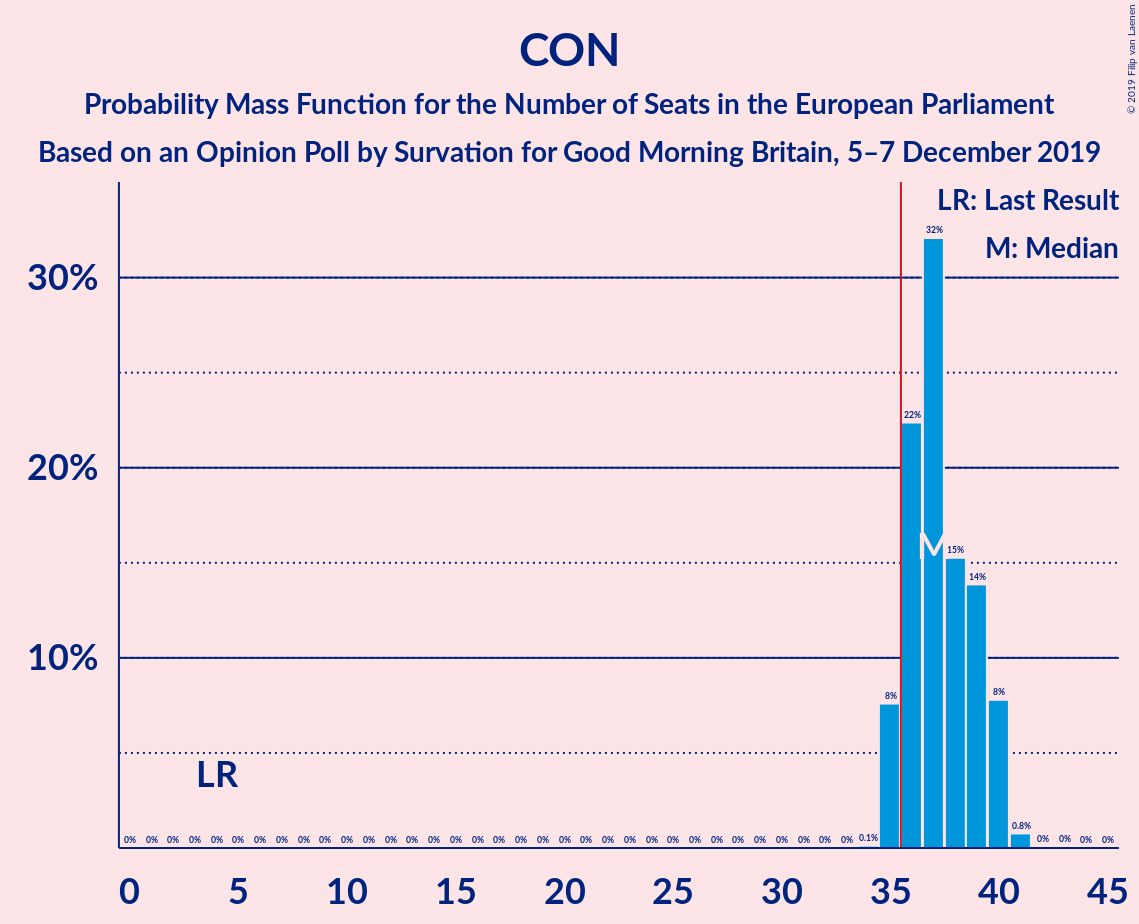 CON
Probability Mass Function for the Number of Seats in the European Parliament
Based on an Opinion Poll by Survation for Good Morning Britain, 5–7 December 2019
© 2019 Filip van Laenen
LR: Last Result
M: Median
32%
30%
22%
20%
M
15%
14%
10%
8%
8%
LR
0% 0% 0% 0% 0% 0% 0% 0% 0% 0% 0% 0% 0% 0% 0% 0% 0% 0% 0% 0% 0% 0% 0% 0% 0% 0% 0% 0% 0% 0% 0% 0% 0% 0% 0.1% 0.8% 0% 0% 0% 0%
0 5 10 15 20 25 30 35 40 45